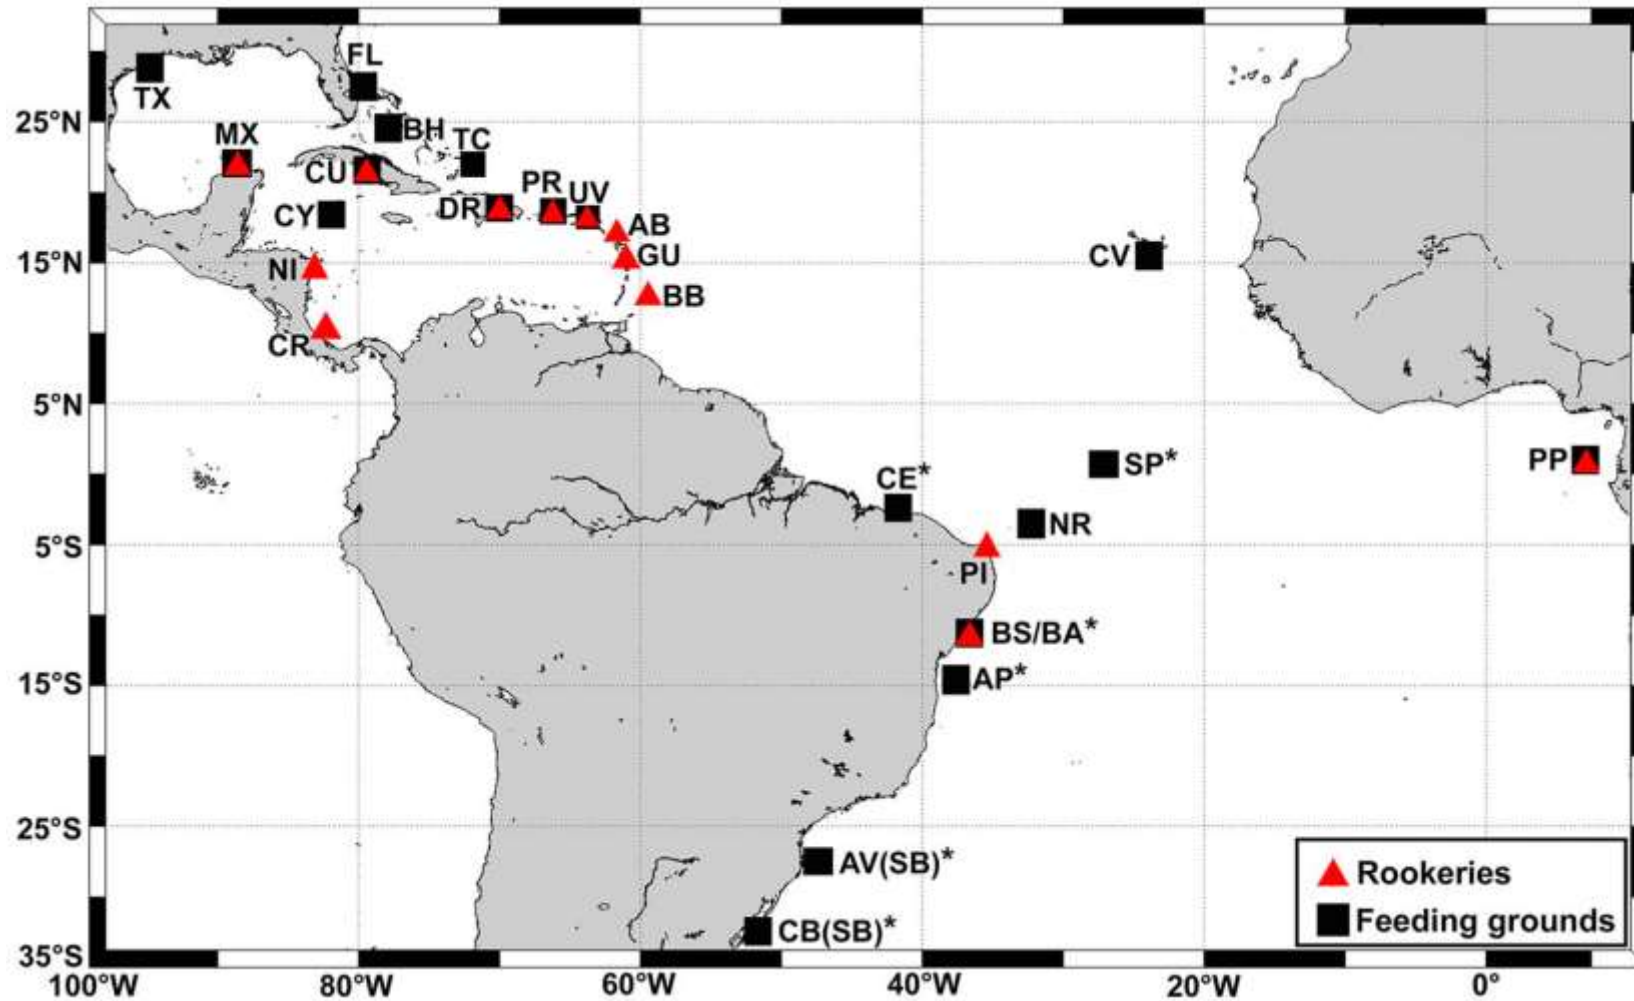 FL
TX
25°N
BH
TC
MX
CU
PR
UV
DR
CY
AB
GU
CV
15°N
NI
BB
CR
5°N
CE*
SP*
PP
NR
5°S
PI
BS/BA*
15°S
AP*
25°S
AV(SB)*
Rookeries
Feeding grounds
CB(SB)*
35°S
100°W
80°W
60°W
40°W
20°W
0°